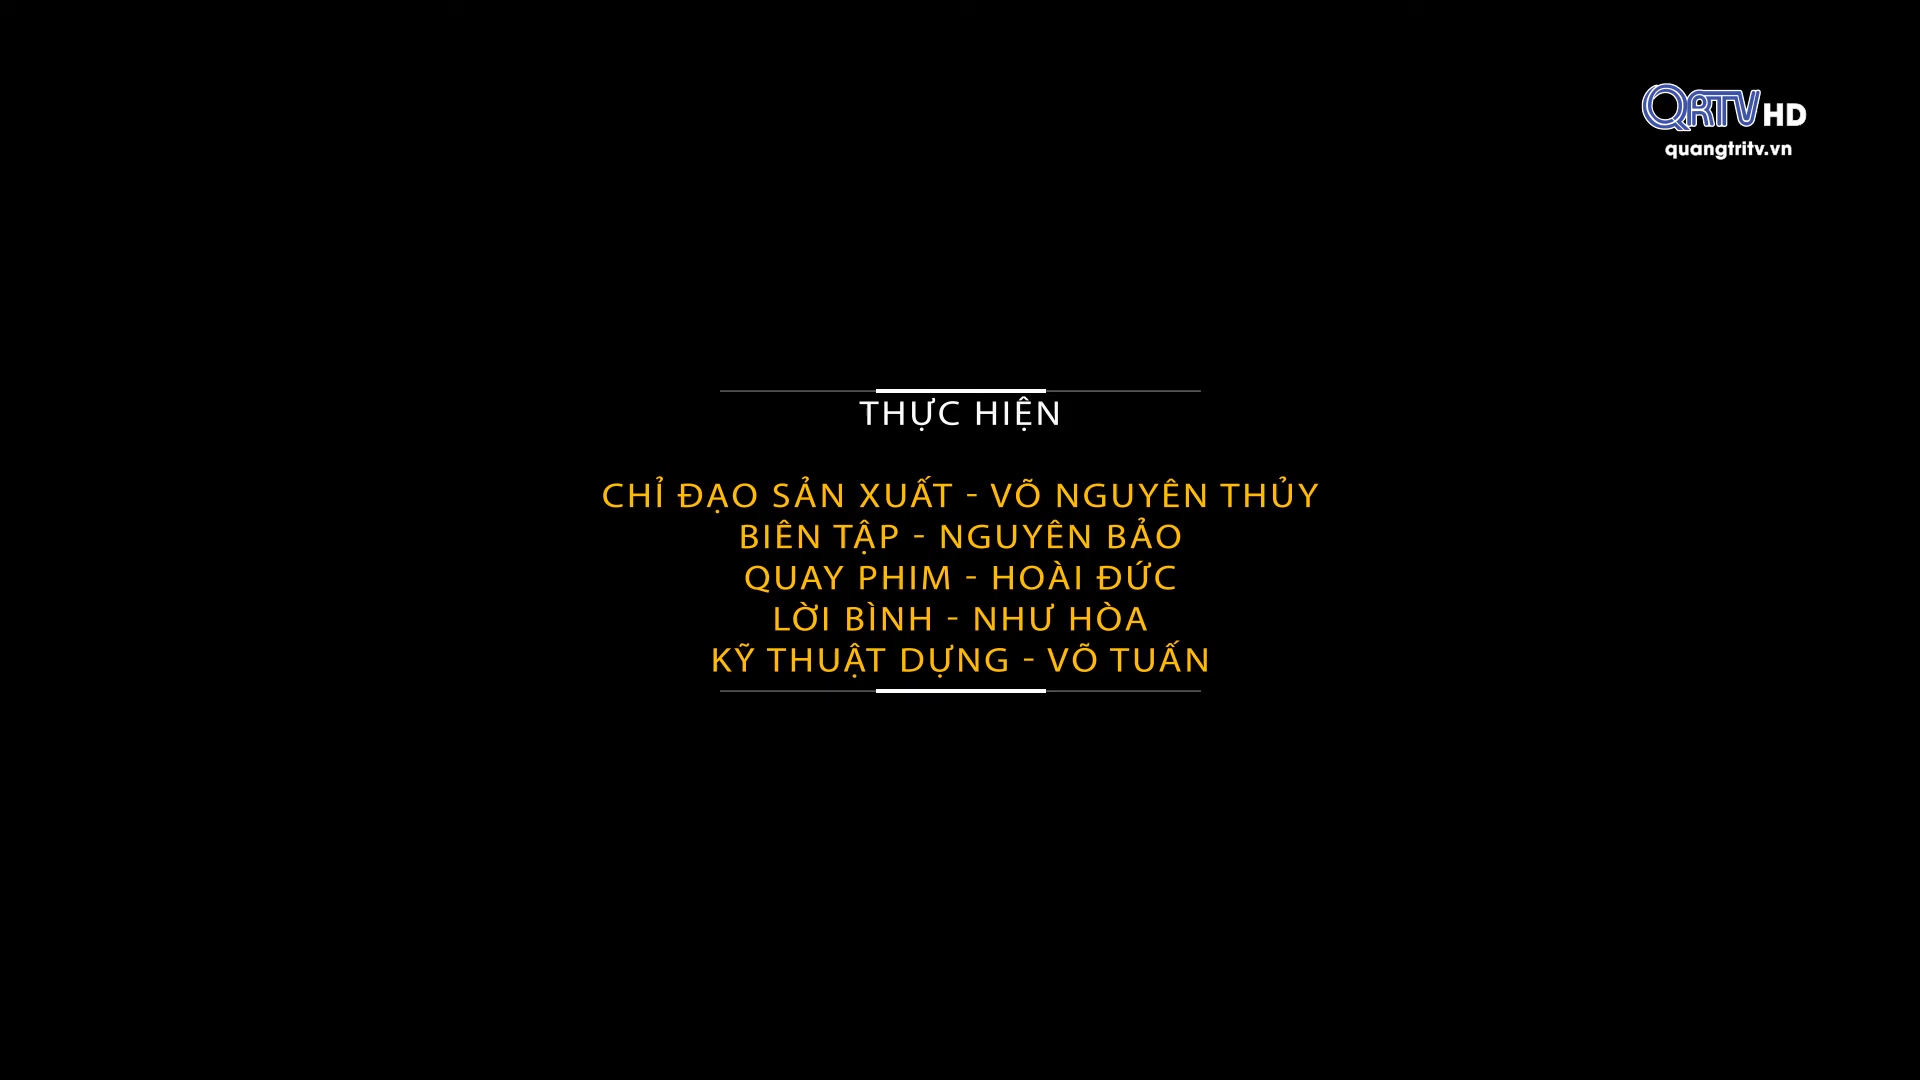 QRTV HD
quangtritv.vn
THỰC HIỆN
CHỈ ĐẠO SẢN XUẤT - VÕ NGUYÊN THỦY
BIÊN TẬP - NGUYÊN BẢO
QUAY PHIM - HOÀI ĐỨC
LỜI BÌNH - NHƯ HÒA
KỸ THUẬT DỰNG - VÕ TUẤN